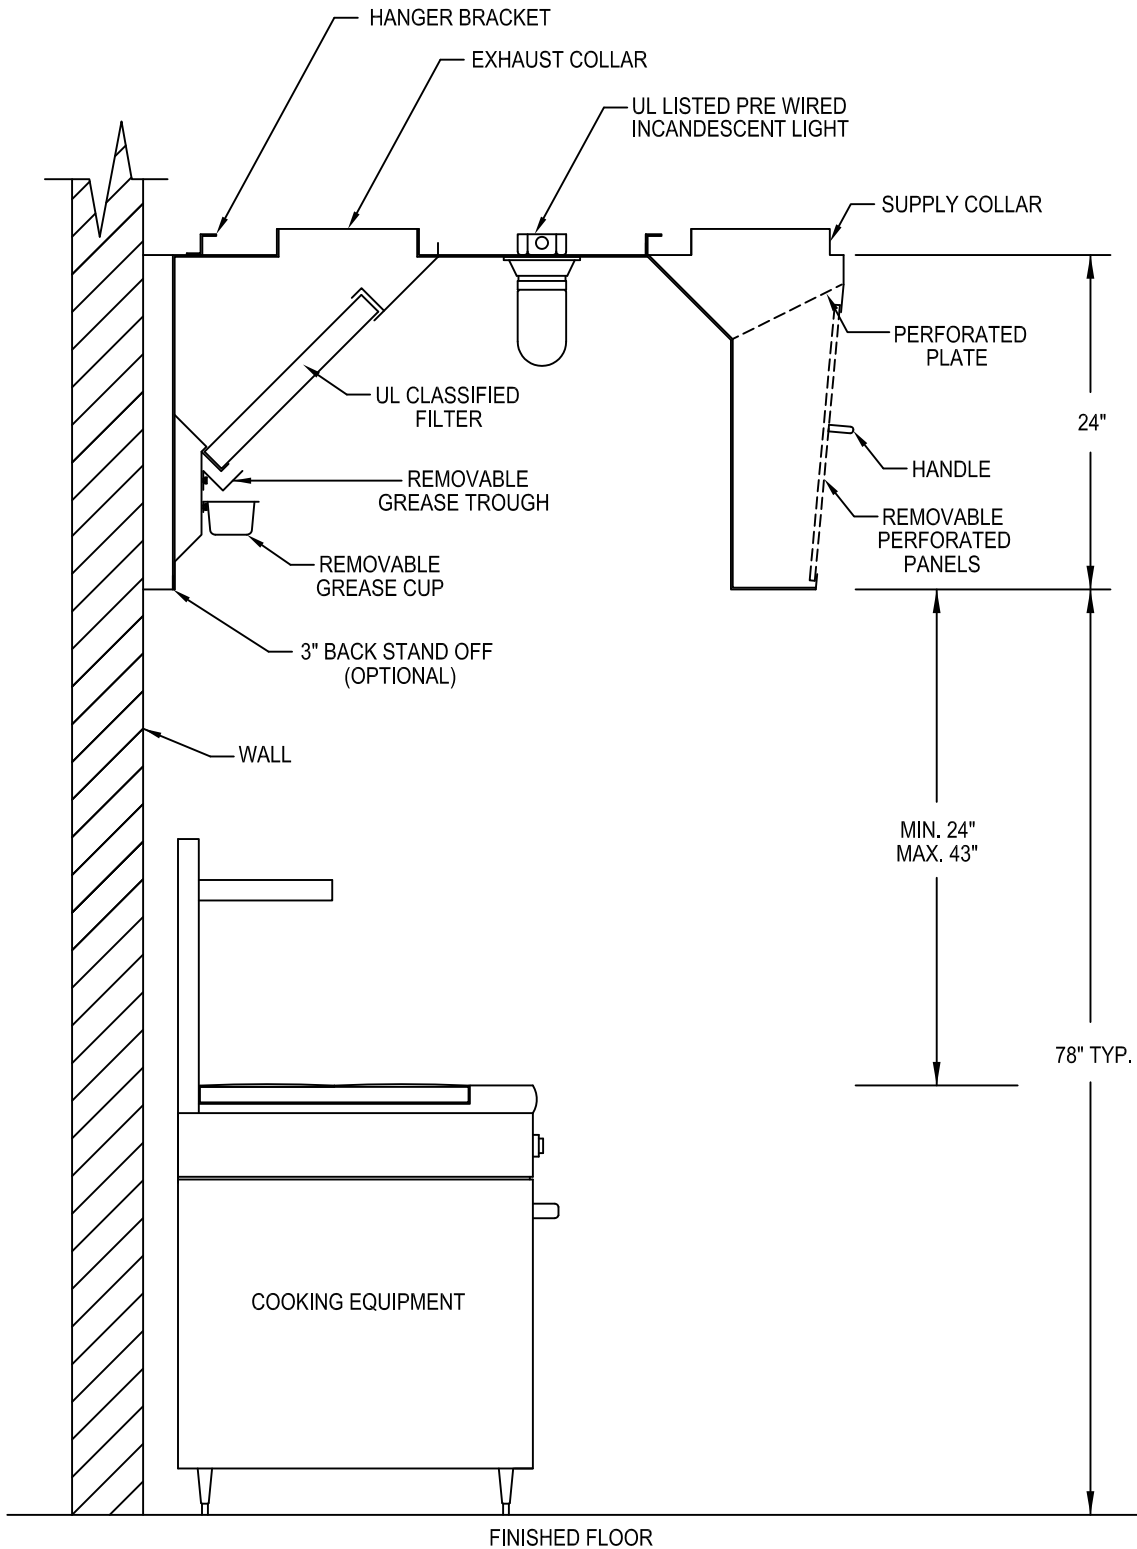 HANGER BRACKET
EXHAUST COLLAR
UL LISTED PRE WIRED
INCANDESCENT LIGHT
SUPPLY COLLAR
PERFORATED
PLATE
UL CLASSIFIED
FILTER
24"
HANDLE
REMOVABLE
GREASE TROUGH
REMOVABLE
PERFORATED
PANELS
REMOVABLE
GREASE CUP
3" BACK STAND OFF
(OPTIONAL)
WALL
MIN. 24"
MAX. 43"
78" TYP.
COOKING EQUIPMENT
FINISHED FLOOR